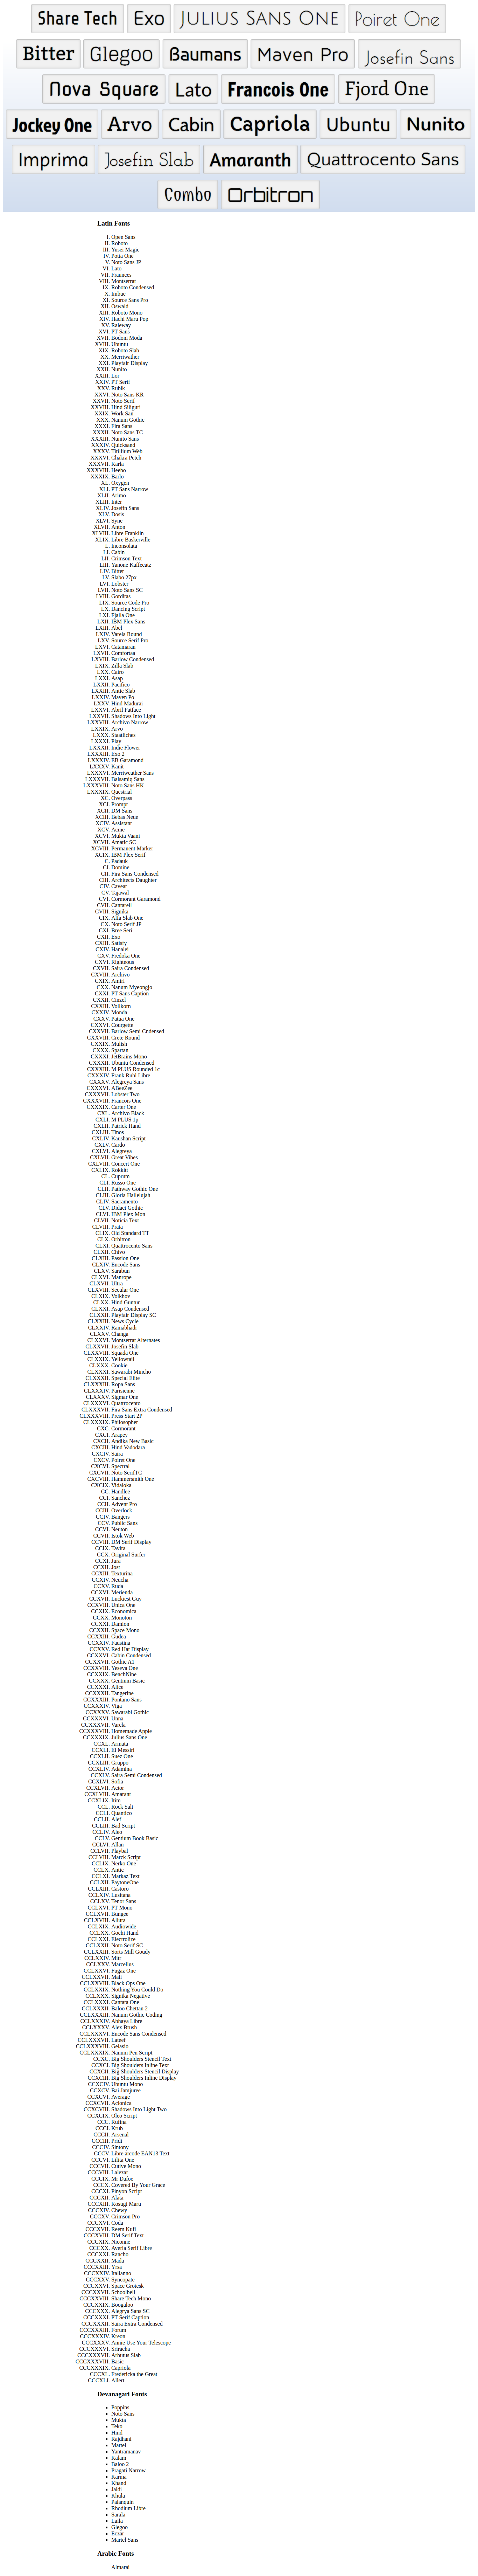 Share Tech Exo JULIUS SANS ONE Poiret One
Bitter Glegoo Baumans Maven Pro Josefin Sans
Nova Square Lato Francois One Fjord One
Jockey One Arvo Cabin Capriola Ubuntu Nunito
Imprima Josefin Slab Amaranth Quattrocento Sans
Combo Orbitron
Latin Fonts
I. Open Sans
II. Roboto
III. Yusei Magic
IV. Potta One
V. Noto Sans JP
VI. Lato
VII. Fraunces
VIII. Montserrat
IX. Roboto Condensed
X. Imbue
XI. Source Sans Pro
XII. Oswald
XIII. Roboto Mono
XIV. Hachi Maru Pop
XV. Raleway
XVI. PT Sans
XVII. Bodoni Moda
XVIII. Ubuntu
XIX. Roboto Slab
XX. Merriweather
XXI. Playfair Display
XXII. Nunito
XXIII. Lor
XXIV. PT Serif
XXV. Rubik
XXVI. Noto Sans KR
XXVII. Noto Serif
XXVIII. Hind Siliguri
XXIX. Work San
XXX. Nanum Gothic
XXXI. Fira Sans
XXXII. Noto Sans TC
XXXIII. Nunito Sans
XXXIV. Quicksand
XXXV. Titillium Web
XXXVI. Chakra Petch
XXXVII. Karla
XXXVIII. Heebo
XXXIX. Barlo
XL. Oxygen
XLI. PT Sans Narrow
XLII. Arimo
XLIII. Inter
XLIV. Josefin Sans
XLV. Dosis
XLVI. Syne
XLVII. Anton
XLVIII. Libre Franklin
XLIX. Libre Baskerville
L. Inconsolata
LI. Cabin
LII. Crimson Text
LIII. Yanone Kaffeeatz
LIV. Bitter
LV. Slabo 27px
LVI. Lobster
LVII. Noto Sans SC
LVIII. Gorditas
LIX. Source Code Pro
LX. Dancing Script
LXI. Fjalla One
LXII. IBM Plex Sans
LXIII. Abel
LXIV. Varela Round
LXV. Source Serif Pro
LXVI. Catamaran
LXVII. Comfortaa
LXVIII. Barlow Condensed
LXIX. Zilla Slab
LXX. Cairo
LXXI. Asap
LXXII. Pacifico
LXXIII. Antic Slab
LXXIV. Maven Po
LXXV. Hind Madurai
LXXVI. Abril Fatface
LXXVII. Shadows Into Light
LXXVIII. Archivo Narrow
LXXIX. Arvo
LXXX. Staatliches
LXXXI. Play
LXXXII. Indie Flower
LXXXIII. Exo 2
LXXXIV. EB Garamond
LXXXV. Kanit
LXXXVI. Merriweather Sans
LXXXVII. Balsamiq Sans
LXXXVIII. Noto Sans HK
LXXXIX. Questrial
XC. Overpass
XCI. Prompt
XCII. DM Sans
XCIII. Bebas Neue
XCIV. Assistant
XCV. Acme
XCVI. Mukta Vaani
XCVII. Amatic SC
XCVIII. Permanent Marker
XCIX. IBM Plex Serif
C. Padauk
CI. Domine
CII. Fira Sans Condensed
CIII. Architects Daughter
CIV. Caveat
CV. Tajawal
CVI. Cormorant Garamond
CVII. Cantarell
CVIII. Signika
CIX. Alfa Slab One
CX. Noto Serif JP
CXI. Bree Seri
CXII. Exo
CXIII. Satisfy
CXIV. Hanalei
CXV. Fredoka One
CXVI. Righteous
CXVII. Saira Condensed
CXVIII. Archivo
CXIX. Amiri
CXX. Nanum Myeongjo
CXXI. PT Sans Caption
CXXII. Cinzel
CXXIII. Vollkorn
CXXIV. Monda
CXXV. Patua One
CXXVI. Courgette
CXXVII. Barlow Semi Cndensed
CXXVIII. Crete Round
CXXIX. Mulish
CXXX. Spartan
CXXXI. JetBrains Mono
CXXXII. Ubuntu Condensed
CXXXIII. M PLUS Rounded 1c
CXXXIV. Frank Ruhl Libre
CXXXV. Alegreya Sans
CXXXVI. ABeeZee
CXXXVII. Lobster Two
CXXXVIII. Francois One
CXXXIX. Carter One
CXL. Archivo Black
CXLI. M PLUS 1p
CXLII. Patrick Hand
CXLIII. Tinos
CXLIV. Kaushan Script
CXLV. Cardo
CXLVI. Alegreya
CXLVII. Great Vibes
CXLVIII. Concert One
CXLIX. Rokkitt
CL. Cuprum
CLI. Russo One
CLII. Pathway Gothic One
CLIII. Gloria Hallelujah
CLIV. Sacramento
CLV. Didact Gothic
CLVI. IBM Plex Mon
CLVII. Noticia Text
CLVIII. Prata
CLIX. Old Standard TT
CLX. Orbitron
CLXI. Quattrocento Sans
CLXII. Chivo
CLXIII. Passion One
CLXIV. Encode Sans
CLXV. Sarabun
CLXVI. Manrope
CLXVII. Ultra
CLXVIII. Secular One
CLXIX. Volkhov
CLXX. Hind Guntur
CLXXI. Asap Condensed
CLXXII. Playfair Display SC
CLXXIII. News Cycle
CLXXIV. Ramabhadr
CLXXV. Changa
CLXXVI. Montserrat Alternates
CLXXVII. Josefin Slab
CLXXVIII. Squada One
CLXXIX. Yellowtail
CLXXX. Cookie
CLXXXI. Sawarabi Mincho
CLXXXII. Special Elite
CLXXXIII. Ropa Sans
CLXXXIV. Parisienne
CLXXXV. Sigmar One
CLXXXVI. Quattrocento
CLXXXVII. Fira Sans Extra Condensed
CLXXXVIII. Press Start 2P
CLXXXIX. Philosopher
CXC. Cormorant
CXCI. Arapey
CXCII. Andika New Basic
CXCIII. Hind Vadodara
CXCIV. Saira
CXCV. Poiret One
CXCVI. Spectral
CXCVII. Noto SerifTC
CXCVIII. Hammersmith One
CXCIX. Vidaloka
CC. Handlee
CCI. Sanchez
CCII. Advent Pro
CCIII. Overlock
CCIV. Bangers
CCV. Public Sans
CCVI. Neuton
CCVII. Istok Web
CCVIII. DM Serif Display
CCIX. Tavira
CCX. Original Surfer
CCXI. Jura
CCXII. Jost
CCXIII. Texturina
CCXIV. Neucha
CCXV. Ruda
CCXVI. Merienda
CCXVII. Luckiest Guy
CCXVIII. Unica One
CCXIX. Economica
CCXX. Monoton
CCXXI. Damion
CCXXII. Space Mono
CCXXIII. Gudea
CCXXIV. Faustina
CCXXV. Red Hat Display
CCXXVI. Cabin Condensed
CCXXVII. Gothic A1
CCXXVIII. Yeseva One
CCXXIX. BenchNine
CCXXX. Gentium Basic
CCXXXI. Alice
CCXXXII. Tangerine
CCXXXIII. Pontano Sans
CCXXXIV. Viga
CCXXXV. Sawarabi Gothic
CCXXXVI. Unna
CCXXXVII. Varela
CCXXXVIII. Homemade Apple
CCXXXIX. Julius Sans One
CCXL. Armata
CCXLI. El Messiri
CCXLII. Suez One
CCXLIII. Gruppo
CCXLIV. Adamina
CCXLV. Saira Semi Condensed
CCXLVI. Sofia
CCXLVII. Actor
CCXLVIII. Amarant
CCXLIX. Itim
CCL. Rock Salt
CCLI. Quantico
CCLII. Alef
CCLIII. Bad Script
CCLIV. Aleo
CCLV. Gentium Book Basic
CCLVI. Allan
CCLVII. Playbal
CCLVIII. Marck Script
CCLIX. Nerko One
CCLX. Antic
CCLXI. Markaz Text
CCLXII. PaytoneOne
CCLXIII. Castoro
CCLXIV. Lusitana
CCLXV. Tenor Sans
CCLXVI. PT Mono
CCLXVII. Bungee
CCLXVIII. Allura
CCLXIX. Audiowide
CCLXX. Gochi Hand
CCLXXI. Electrolize
CCLXXII. Noto Serif SC
CCLXXIII. Sorts Mill Goudy
CCLXXIV. Mitr
CCLXXV. Marcellus
CCLXXVI. Fugaz One
CCLXXVII. Mali
CCLXXVIII. Black Ops One
CCLXXIX. Nothing You Could Do
CCLXXX. Signika Negative
CCLXXXI. Cantata One
CCLXXXII. Baloo Chettan 2
CCLXXXIII. Nanum Gothic Coding
CCLXXXIV. Abhaya Libre
CCLXXXV. Alex Brush
CCLXXXVI. Encode Sans Condensed
CCLXXXVII. Lateef
CCLXXXVIII. Gelasio
CCLXXXIX. Nanum Pen Script
CCXC. Big Shoulders Stencil Text
CCXCI. Big Shoulders Inline Text
CCXCII. Big Shoulders Stencil Display
CCXCIII. Big Shoulders Inline Display
CCXCIV. Ubuntu Mono
CCXCV. Bai Jamjuree
CCXCVI. Average
CCXCVII. Aclonica
CCXCVIII. Shadows Into Light Two
CCXCIX. Oleo Script
CCC. Rufina
CCCI. Krub
CCCII. Arsenal
CCCIII. Pridi
CCCIV. Sintony
CCCV. Libre arcode EAN13 Text
CCCVI. Lilita One
CCCVII. Cutive Mono
CCCVIII. Lalezar
CCCIX. Mr Dafoe
CCCX. Covered By Your Grace
CCCXI. Pinyon Script
CCCXII. Alata
CCCXIII. Kosugi Maru
CCCXIV. Chewy
CCCXV. Crimson Pro
CCCXVI. Coda
CCCXVII. Reem Kufi
CCCXVIII. DM Serif Text
CCCXIX. Niconne
CCCXX. Averia Serif Libre
CCCXXI. Rancho
CCCXXII. Mada
CCCXXIII. Yrsa
CCCXXIV. Italianno
CCCXXV. Syncopate
CCCXXVI. Space Grotesk
CCCXXVII. Schoolbell
CCCXXVIII. Share Tech Mono
CCCXXIX. Boogaloo
CCCXXX. Alegrya Sans SC
CCCXXXI. PT Serif Caption
CCCXXXII. Saira Extra Condensed
CCCXXXIII. Forum
CCCXXXIV. Kreon
CCCXXXV. Annie Use Your Telescope
CCCXXXVI. Sriracha
CCCXXXVII. Arbutus Slab
CCCXXXVIII. Basic
CCCXXXIX. Capriola
CCCXL. Fredericka the Great
CCCXLI. Allert
Devanagari Fonts
Poppins
Noto Sans
Mukta
Teko
Hind
Rajdhani
Martel
Yantramanav
Kalam
Baloo 2
Pragati Narrow
Karma
Khand
Jaldi
Khula
Palanquin
Rhodium Libre
Sarala
Laila
Glegoo
Eczar
Martel Sans
Arabic Fonts
Almarai